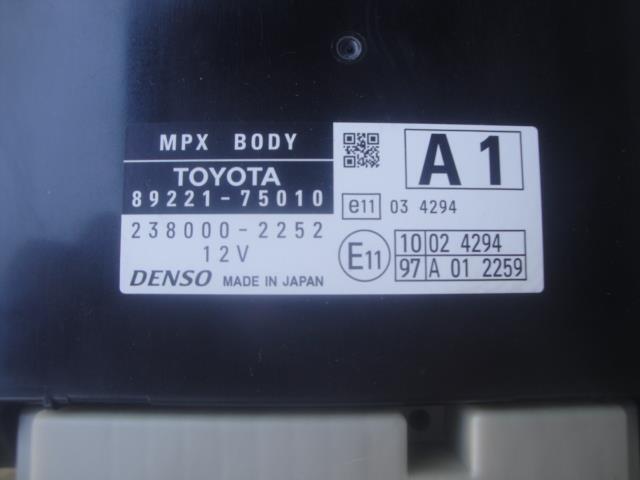 MPX BODY
TOYOTA
89221-75010
238000-2252
12V
DENSO MADE IN JAPAN
A 1
e11 03 4294
E11
10 02 4294
97 A 01 2259